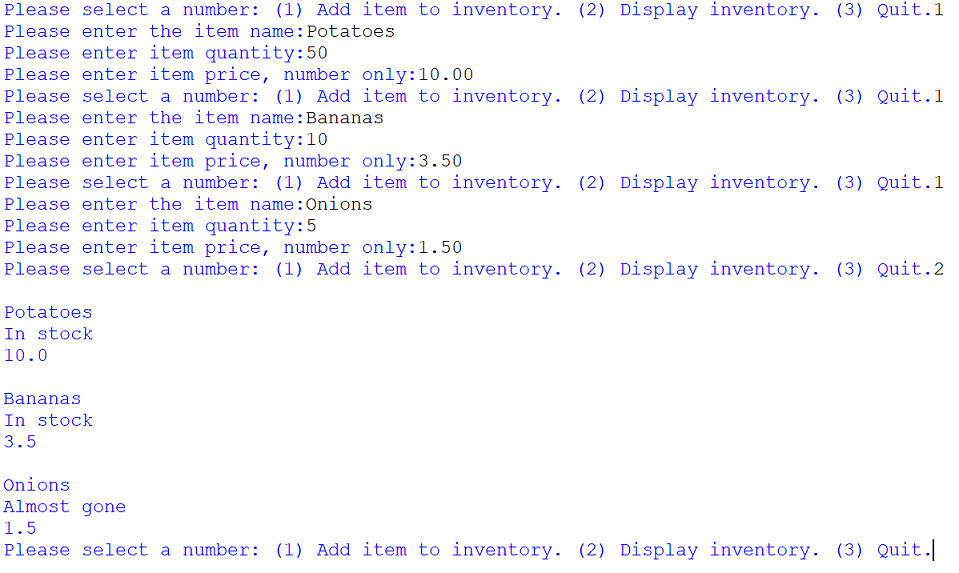 Please select a number: (1) Add item to inventory. (2) Display inventory. (3) Quit.1
Please enter the item name:Potatoes
Please enter item quantity:50
Please enter item price, number only:10.00
Please select a number: (1) Add item to inventory. (2) Display inventory. (3) Quit.1
Please enter the item name:Bananas
Please enter item quantity:10
Please enter item price, number only:3.50
Please select a number: (1) Add item to inventory. (2) Display inventory. (3) Quit.1
Please enter the item name:Onions
Please enter item quantity:5
Please enter item price, number only:1.50
Please select a number: (1) Add item to inventory. (2) Display inventory. (3) Quit.2

Potatoes
In stock
10.0

Bananas
In stock
3.5

Onions
Almost gone
1.5
Please select a number: (1) Add item to inventory. (2) Display inventory. (3) Quit.